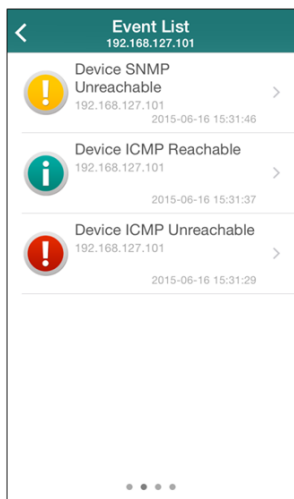 Event List
192.168.127.101
Device SNMP
Unreachable
192.168.127.101
2015-06-16 15:31:46
Device ICMP Reachable
192.168.127.101
2015-06-16 15:31:37
Device ICMP Unreachable
192.168.127.101
2015-06-16 15:31:29